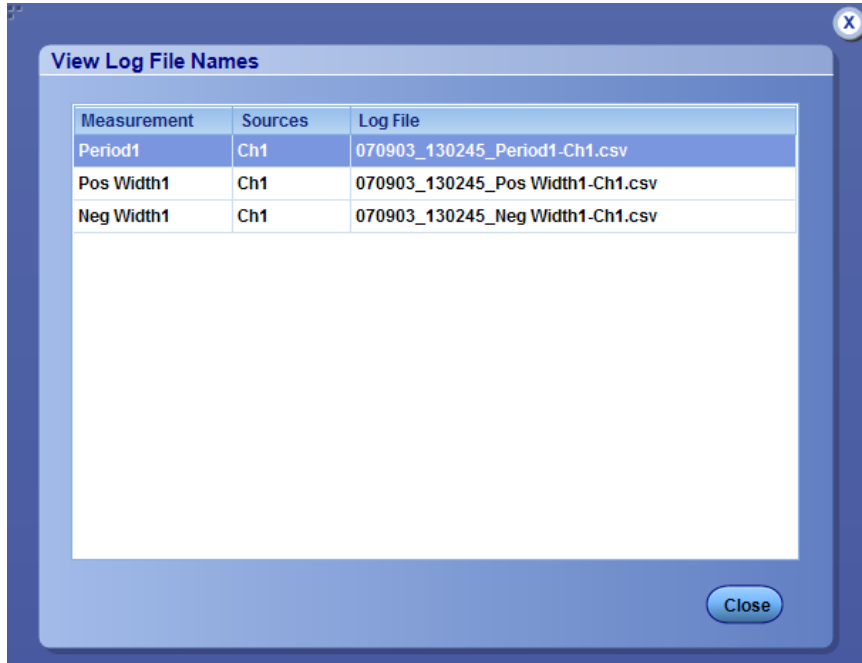 X
View Log File Names
Measurement Sources Log File
Period1 Ch1 070903_130245_Period1-Ch1.csv
Pos Width1 Ch1 070903_130245_Pos Width1-Ch1.csv
Neg Width1 Ch1 070903_130245_Neg Width1-Ch1.csv
Close